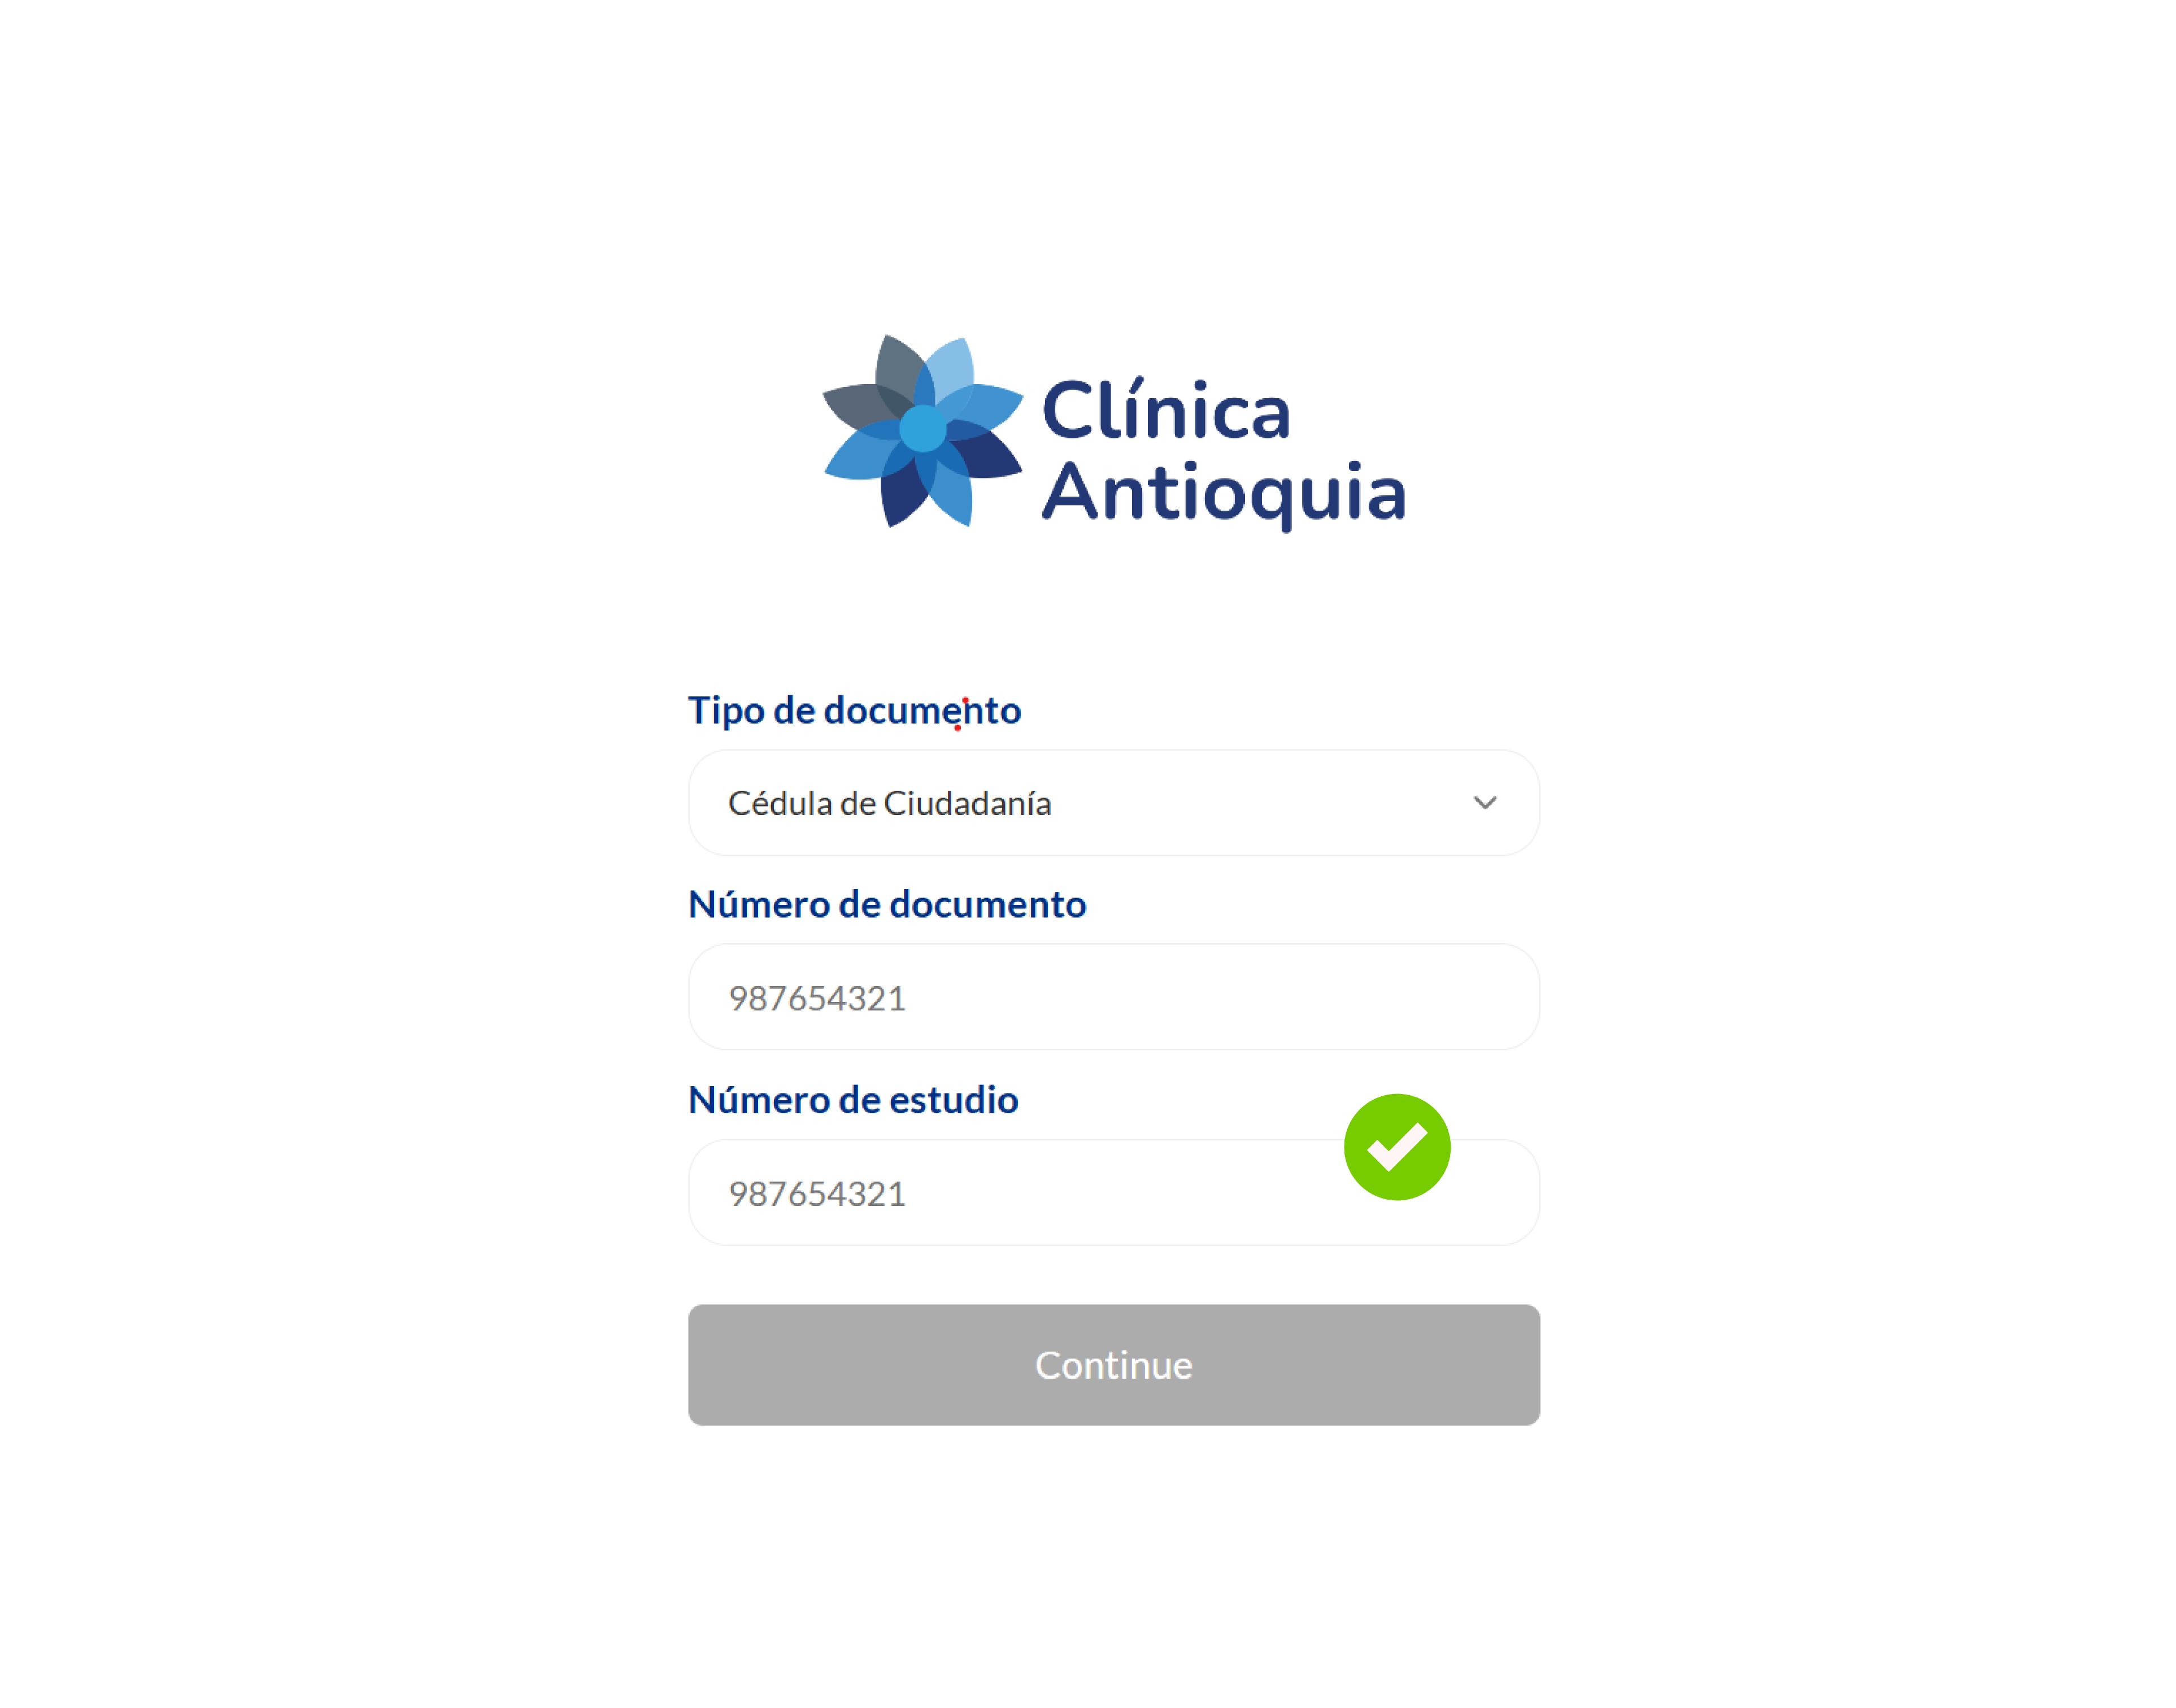 Clínica
Antioquia
Tipo de documento
Cédula de Ciudadanía
Número de documento
987654321
Número de estudio
987654321
Continue